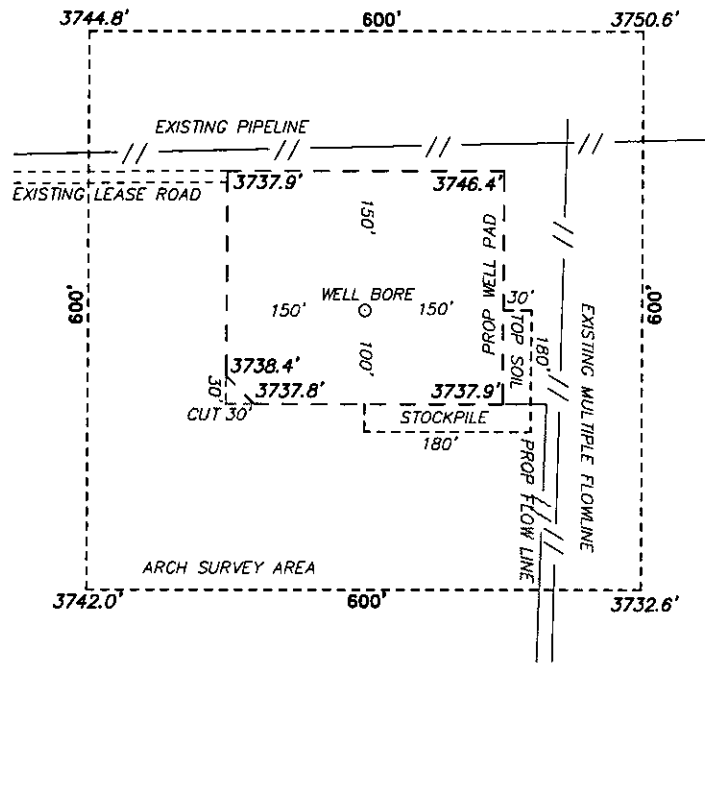 3744.8'
600'
3750.6'
EXISTING PIPELINE
3737.9'
3746.4'
EXISTING LEASE ROAD
150'
PROP WELL PAD
600'
WELL BORE
150'
150'
30'
600'
TOP SOIL
180'
EXISTING MULTIPLE FLOWLINE
100'
3738.4'
30'
3737.8'
3737.9'
CUT 30'
STOCKPILE
180'
PROP FLOW LINE
ARCH SURVEY AREA
3742.0'
600'
3732.6'